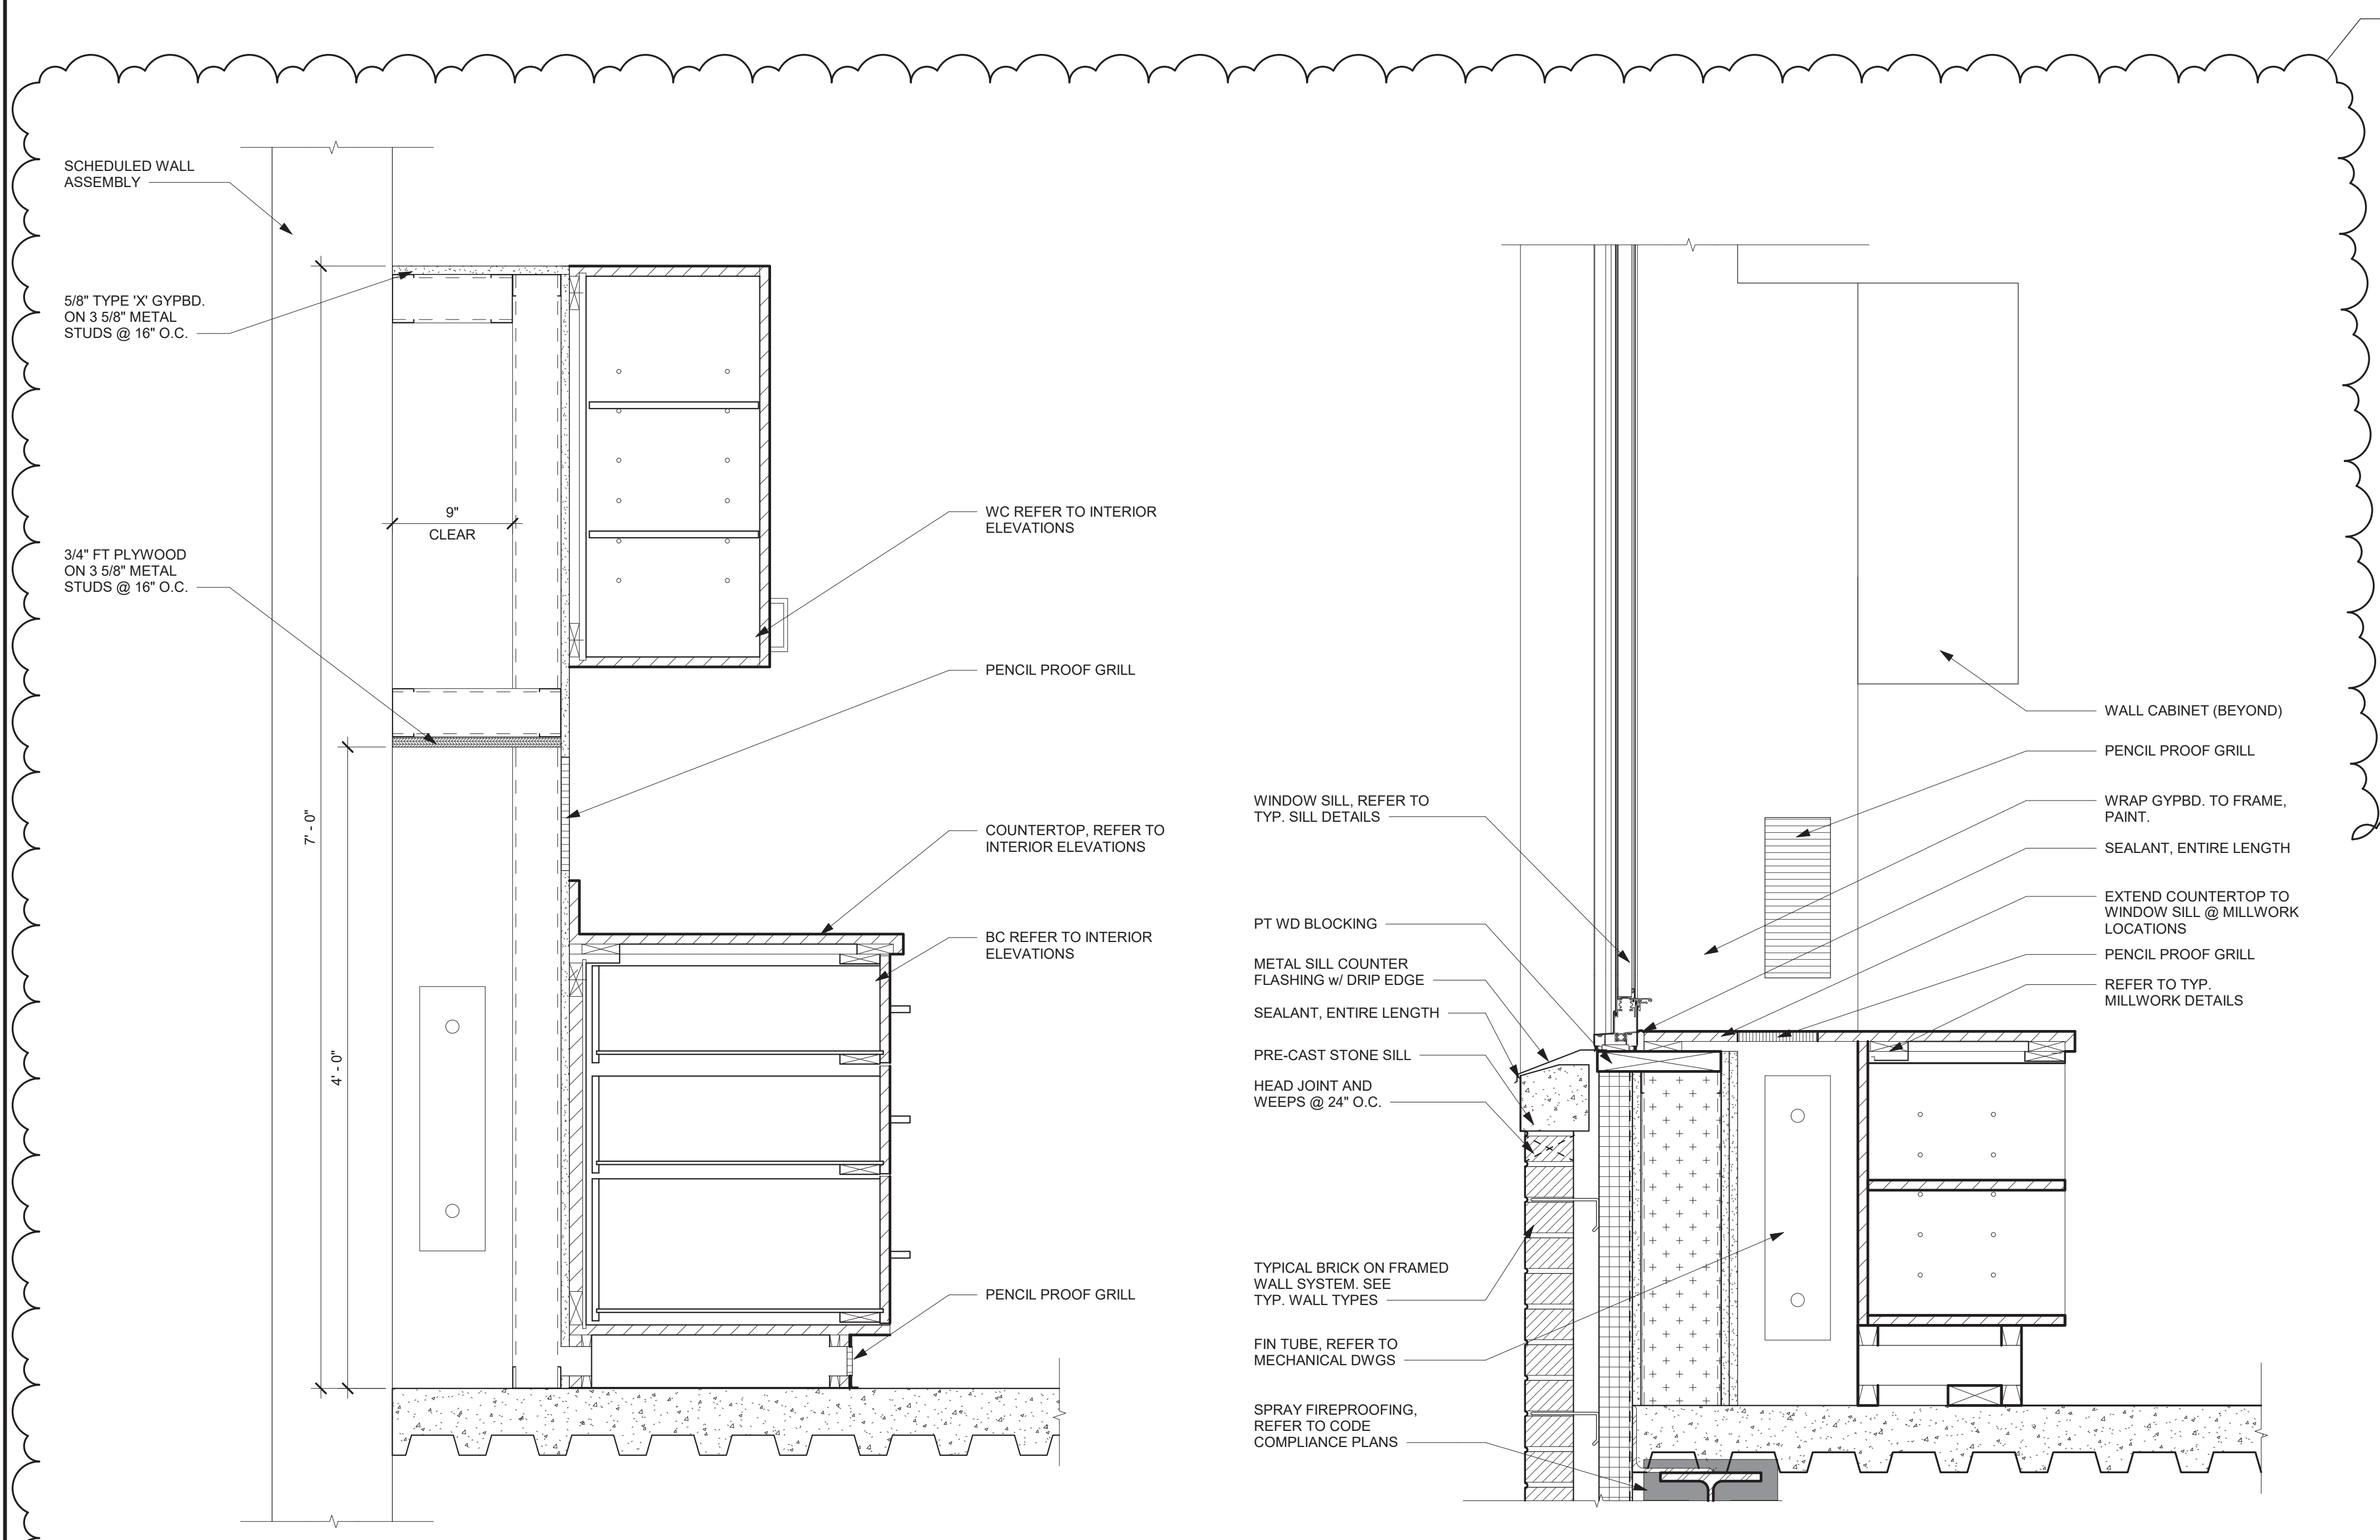 SCHEDULED WALL
ASSEMBLY
5/8" TYPE 'X' GYPBD.
ON 3 5/8" METAL
STUDS @ 16" O.C.
9"
CLEAR
3/4" FT PLYWOOD
ON 3 5/8" METAL
STUDS @ 16" O.C.
7' - 0"
4' - 0"
WC REFER TO INTERIOR
ELEVATIONS
PENCIL PROOF GRILL
COUNTERTOP, REFER TO
INTERIOR ELEVATIONS
BC REFER TO INTERIOR
ELEVATIONS
PENCIL PROOF GRILL
WINDOW SILL, REFER TO
TYP. SILL DETAILS
PT WD BLOCKING
METAL SILL COUNTER
FLASHING w/ DRIP EDGE
SEALANT, ENTIRE LENGTH
PRE-CAST STONE SILL
HEAD JOINT AND
WEEPS @ 24" O.C.
TYPICAL BRICK ON FRAMED
WALL SYSTEM. SEE
TYP. WALL TYPES
FIN TUBE, REFER TO
MECHANICAL DWGS
SPRAY FIREPROOFING,
REFER TO CODE
COMPLIANCE PLANS
WALL CABINET (BEYOND)
PENCIL PROOF GRILL
WRAP GYPBD. TO FRAME,
PAINT.
SEALANT, ENTIRE LENGTH
EXTEND COUNTERTOP TO
WINDOW SILL @ MILLWORK
LOCATIONS
PENCIL PROOF GRILL
REFER TO TYP.
MILLWORK DETAILS